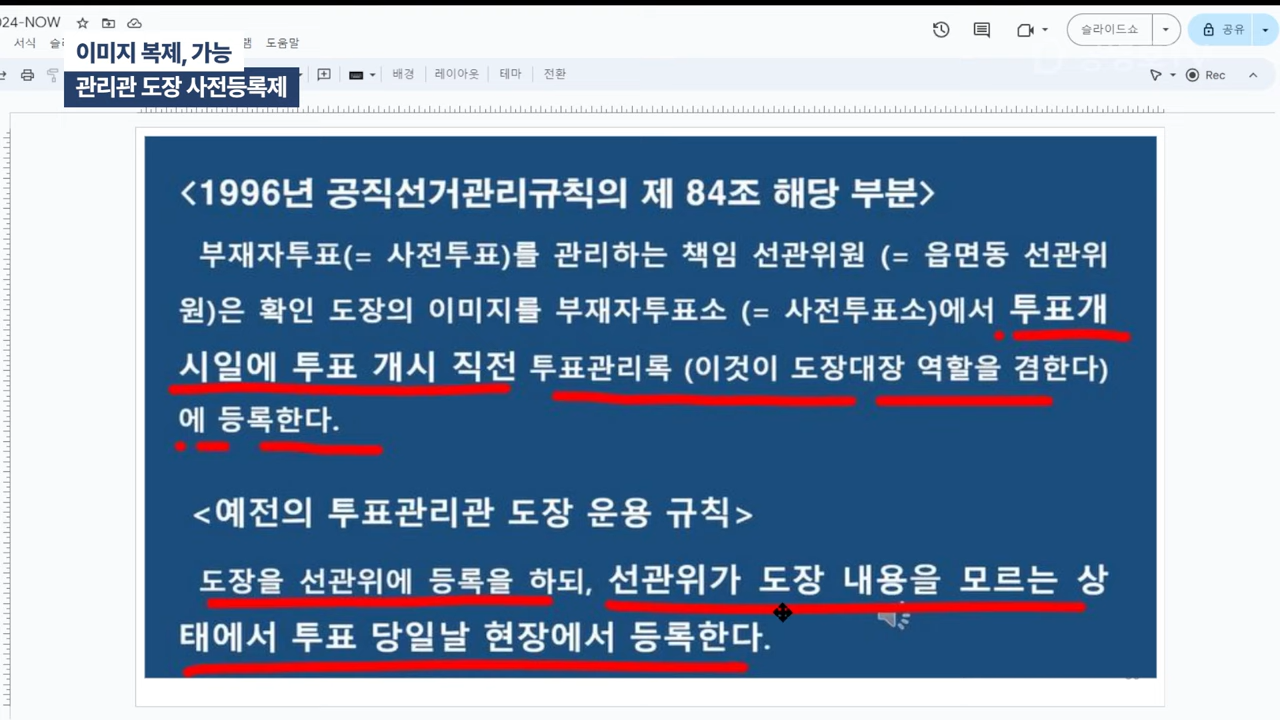 024-NOW
서식
도움말
이미지 복제, 가능
관리관 도장 사전등록제
배경 레이아웃 테마 전환
슬라이드쇼
공유
Rec
<1996년 공직선거관리규칙의 제 84조 해당 부분>
부재자투표(= 사전투표)를 관리하는 책임 선관위원 (= 읍면동 선관위
원)은 확인 도장의 이미지를 부재자투표소 (= 사전투표소)에서 투표개
시일에 투표 개시 직전 투표관리록 (이것이 도장대장 역할을 겸한다)
에 등록한다.
<예전의 투표관리관 도장 운용 규칙>
도장을 선관위에 등록을 하되, 선관위가 도장 내용을 모르는 상
태에서 투표 당일날 현장에서 등록한다.